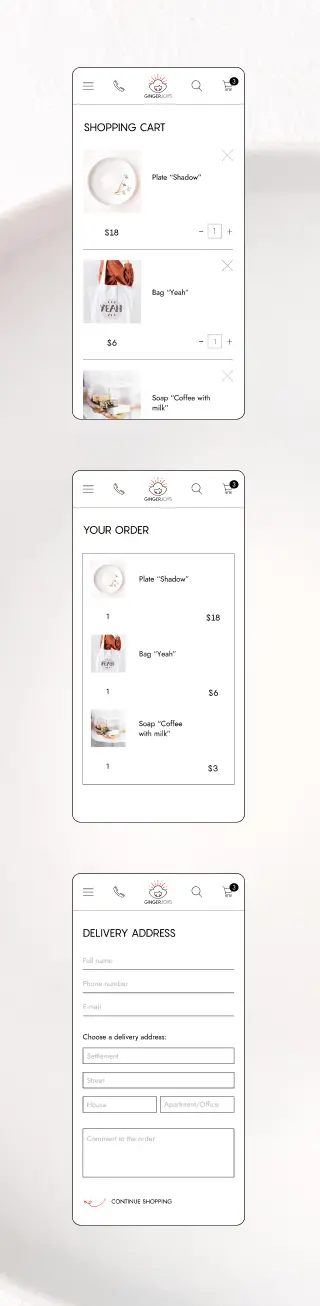 3
GINGERJOYS
SHOPPING CART
Plate "Shadow"
$18
− 1 +
YEAH
Bag "Yeah"
$6
− 1 +
Soap "Coffee with
milk"
3
GINGERJOYS
YOUR ORDER
Plate "Shadow"
1
$18
YEAH
Bag "Yeah"
1
$6
Soap "Coffee
with milk"
1
$3
3
GINGERJOYS
DELIVERY ADDRESS
Full name
Phone number
E-mail
Choose a delivery address:
Settlement
Street
House
Apartment/Office
Comment to the order
CONTINUE SHOPPING